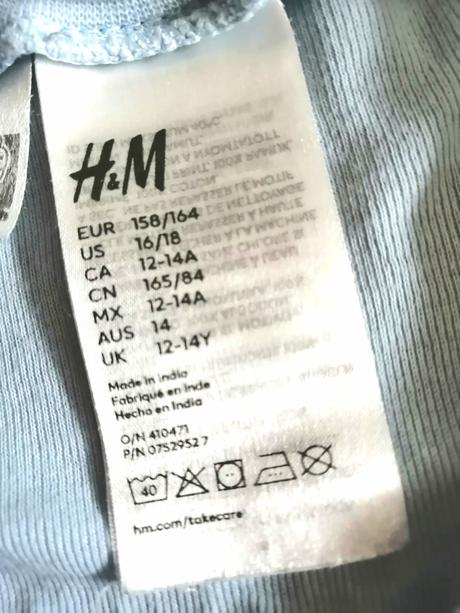 H&M
EUR 158/164
US 16/18
CA 12-14A
CN 165/84
MX 12-14A
AUS 14
UK 12-14Y
Made in India
Fabriqué en Inde
Hecho en India
O/N 410471
P/N 07529527
40
hm.com/takecare